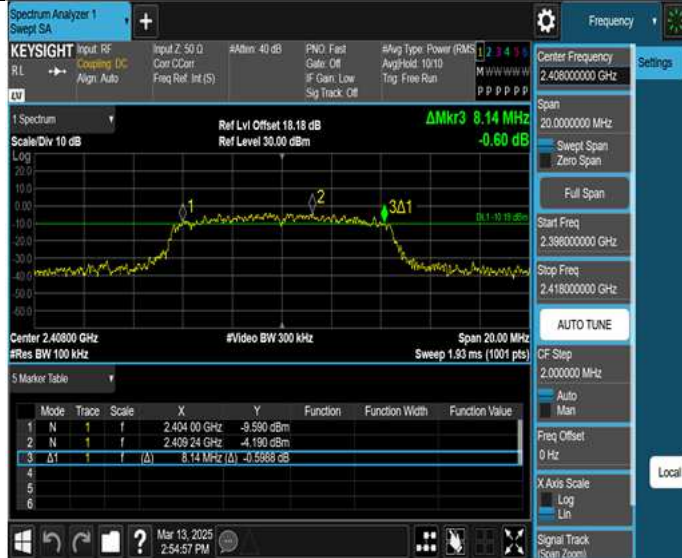 Spectrum Analyzer 1
Swept SA
+
Frequency
KEYSIGHT
RL
Input: RF
Coupling: DC
Align: Auto
Input Z: 50 Ω
Corr CCorr
Freq Ref: Int (S)
#Atten: 40 dB
PNO: Fast
Gate: Off
IF Gain: Low
Sig Track: Off
#Avg Type: Power (RMS
Avg|Hold: 10/10
Trig: Free Run
1 2 3 4 5 6
M W W W W W
P P P P P P
1 Spectrum
Scale/Div 10 dB
Ref Lvl Offset 18.18 dB
Ref Level 30.00 dBm
ΔMkr3 8.14 MHz
-0.60 dB
Log
20.0
10.0
0.00
-10.0
-20.0
-30.0
-40.0
-50.0
-60.0
1
2
3Δ1
DL1 -10.19 dBm
Center 2.40800 GHz
#Res BW 100 kHz
#Video BW 300 kHz
Span 20.00 MHz
Sweep 1.93 ms (1001 pts)
5 Marker Table
Mode Trace Scale X Y Function Function Width Function Value
1 N 1 f 2.404 00 GHz -9.590 dBm
2 N 1 f 2.409 24 GHz -4.190 dBm
3 Δ1 1 f (Δ) 8.14 MHz (Δ) -0.5968 dB
4
5
6
Mar 13, 2025
2:54:57 PM
Center Frequency
2.408000000 GHz
Settings
Span
20.0000000 MHz
Swept Span
Zero Span
Full Span
Start Freq
2.398000000 GHz
Stop Freq
2.418000000 GHz
AUTO TUNE
CF Step
2.000000 MHz
Auto
Man
Freq Offset
0 Hz
X Axis Scale
Log
Lin
Local
Signal Track
(Span Zoom)